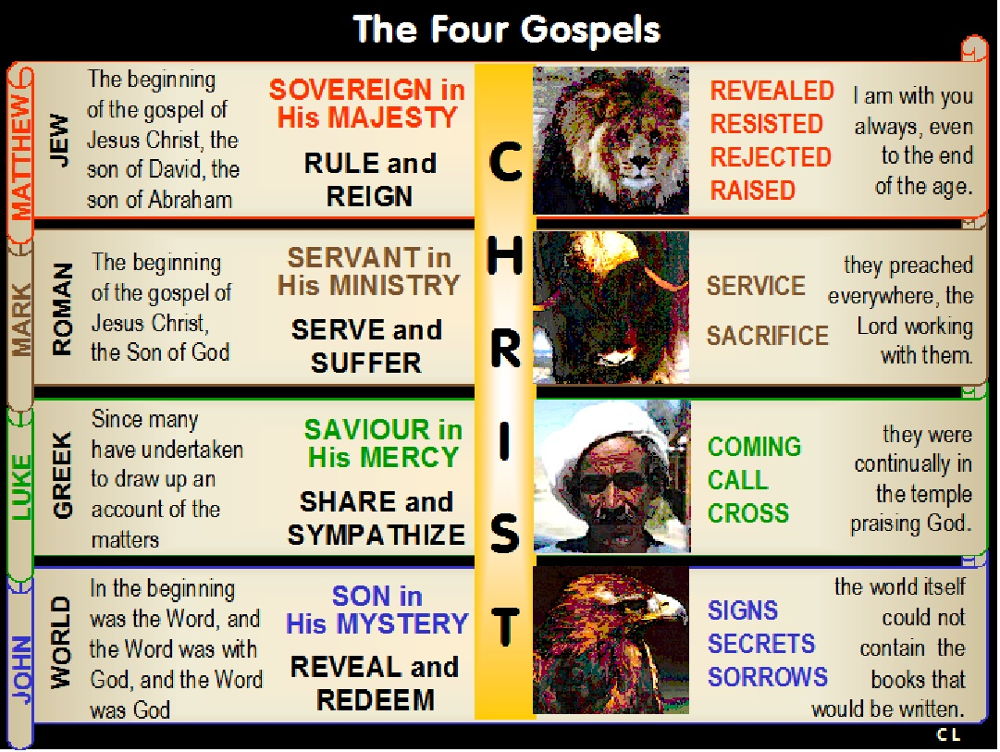 The Four Gospels
MATTHEW
JEW
The beginning
of the gospel of
Jesus Christ, the
son of David, the
son of Abraham
SOVEREIGN in
His MAJESTY
RULE and
REIGN
REVEALED
RESISTED
REJECTED
RAISED
I am with you
always, even
to the end
of the age.
MARK
ROMAN
The beginning
of the gospel of
Jesus Christ,
the Son of God
SERVANT in
His MINISTRY
SERVE and
SUFFER
SERVICE
SACRIFICE
they preached
everywhere, the
Lord working
with them.
LUKE
GREEK
Since many
have undertaken
to draw up an
account of the
matters
SAVIOUR in
His MERCY
SHARE and
SYMPATHIZE
COMING
CALL
CROSS
they were
continually in
the temple
praising God.
JOHN
WORLD
In the beginning
was the Word, and
the Word was with
God, and the Word
was God
SON in
His MYSTERY
REVEAL and
REDEEM
SIGNS
SECRETS
SORROWS
the world itself
could not
contain the
books that
would be written.
C
H
R
I
S
T
C L